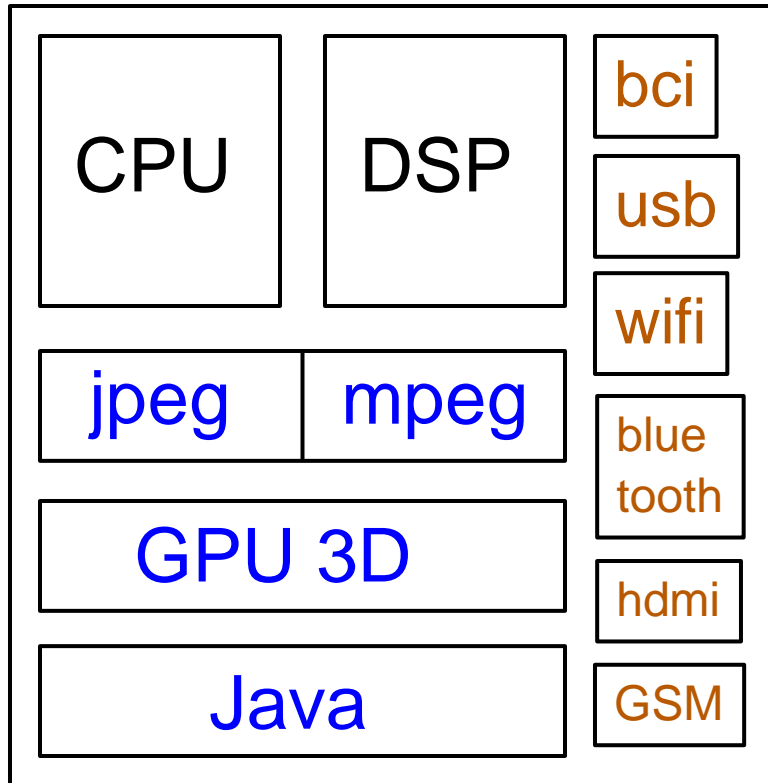 CPU
DSP
bci
usb
wifi
jpeg
mpeg
blue
tooth
GPU 3D
hdmi
Java
GSM